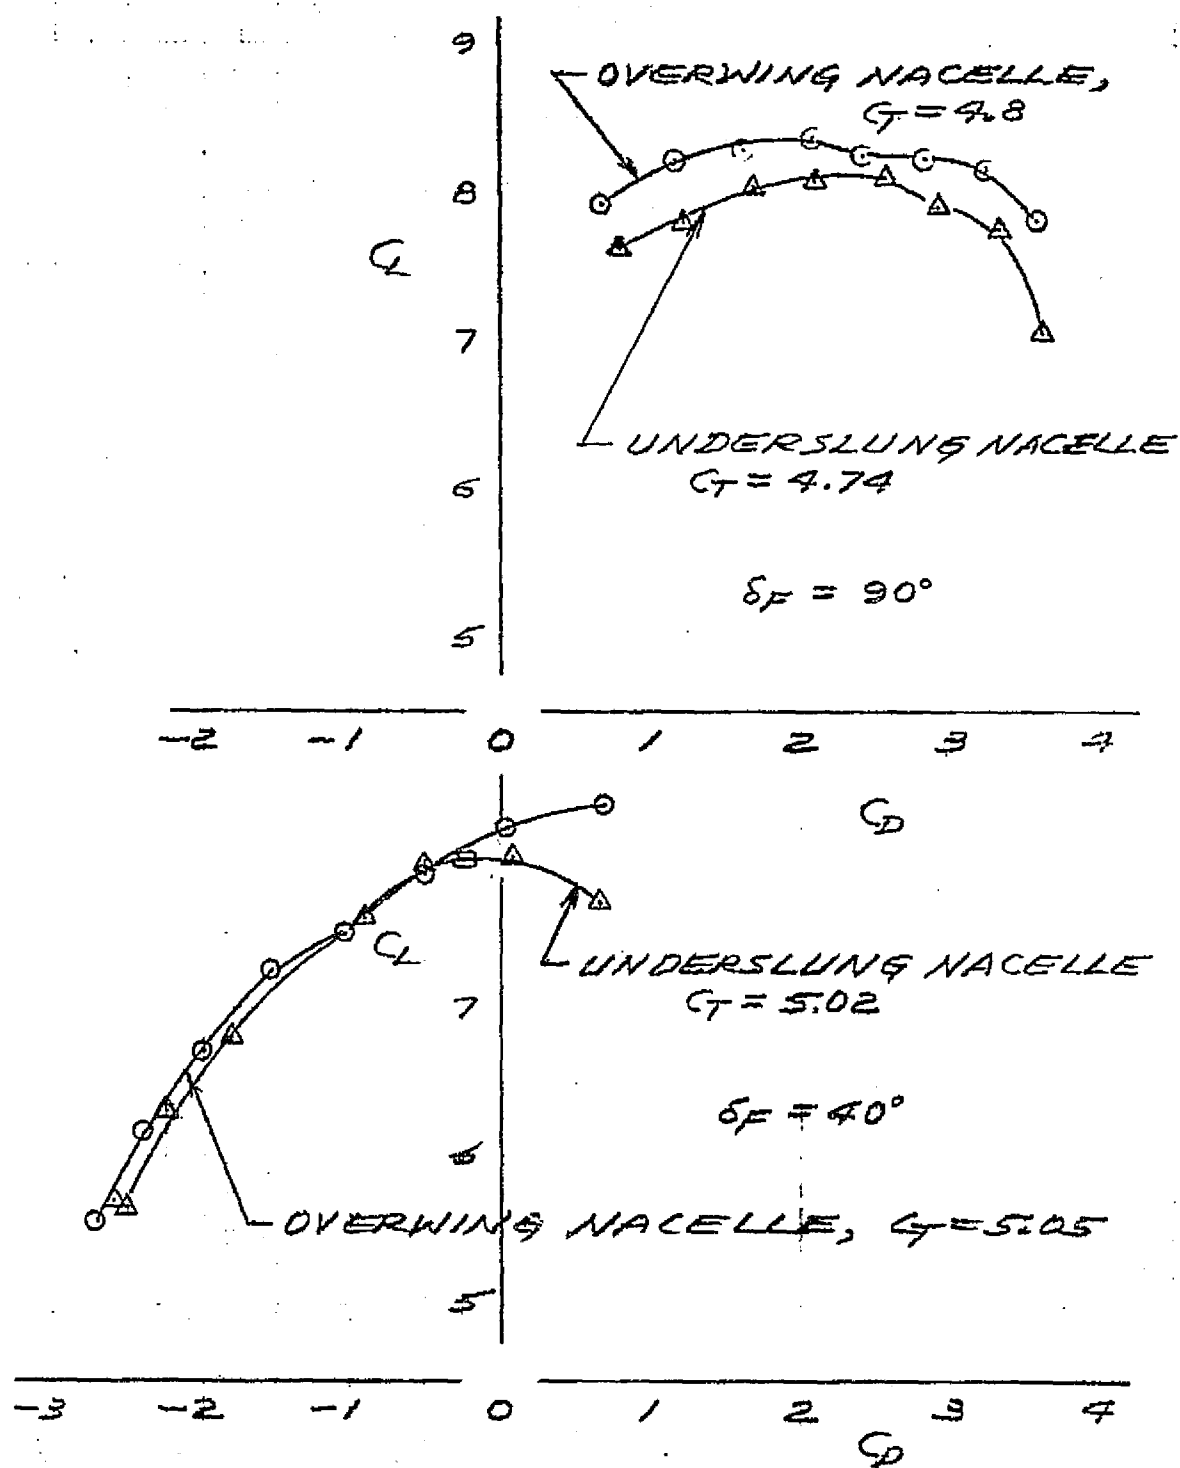 9
OVERWING NACELLE,
CT = 4.8
8
CL
7
UNDERSLUNG NACELLE
CT = 4.74
6
δF = 90°
5
-2 -1 0 1 2 3 4
CD
CL
UNDERSLUNG NACELLE
7
CT = 5.02
δF = 40°
6
OVERWING NACELLE, CT = 5.05
5
-3 -2 -1 0 1 2 3 4
CD